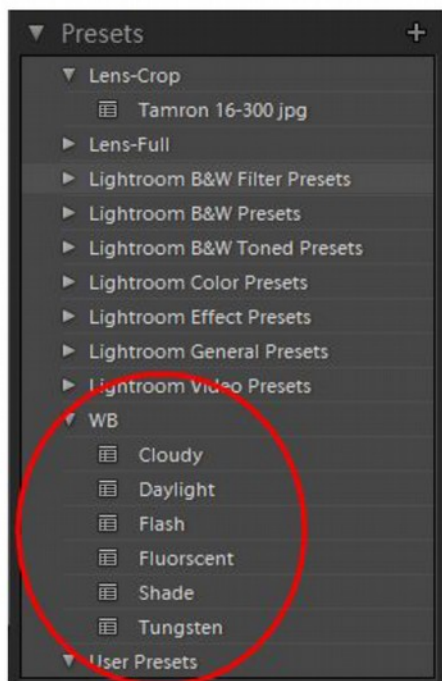 Presets
Lens-Crop
Tamron 16-300 jpg
Lens-Full
Lightroom B&W Filter Presets
Lightroom B&W Presets
Lightroom B&W Toned Presets
Lightroom Color Presets
Lightroom Effect Presets
Lightroom General Presets
Lightroom Video Presets
WB
Cloudy
Daylight
Flash
Fluorscent
Shade
Tungsten
User Presets